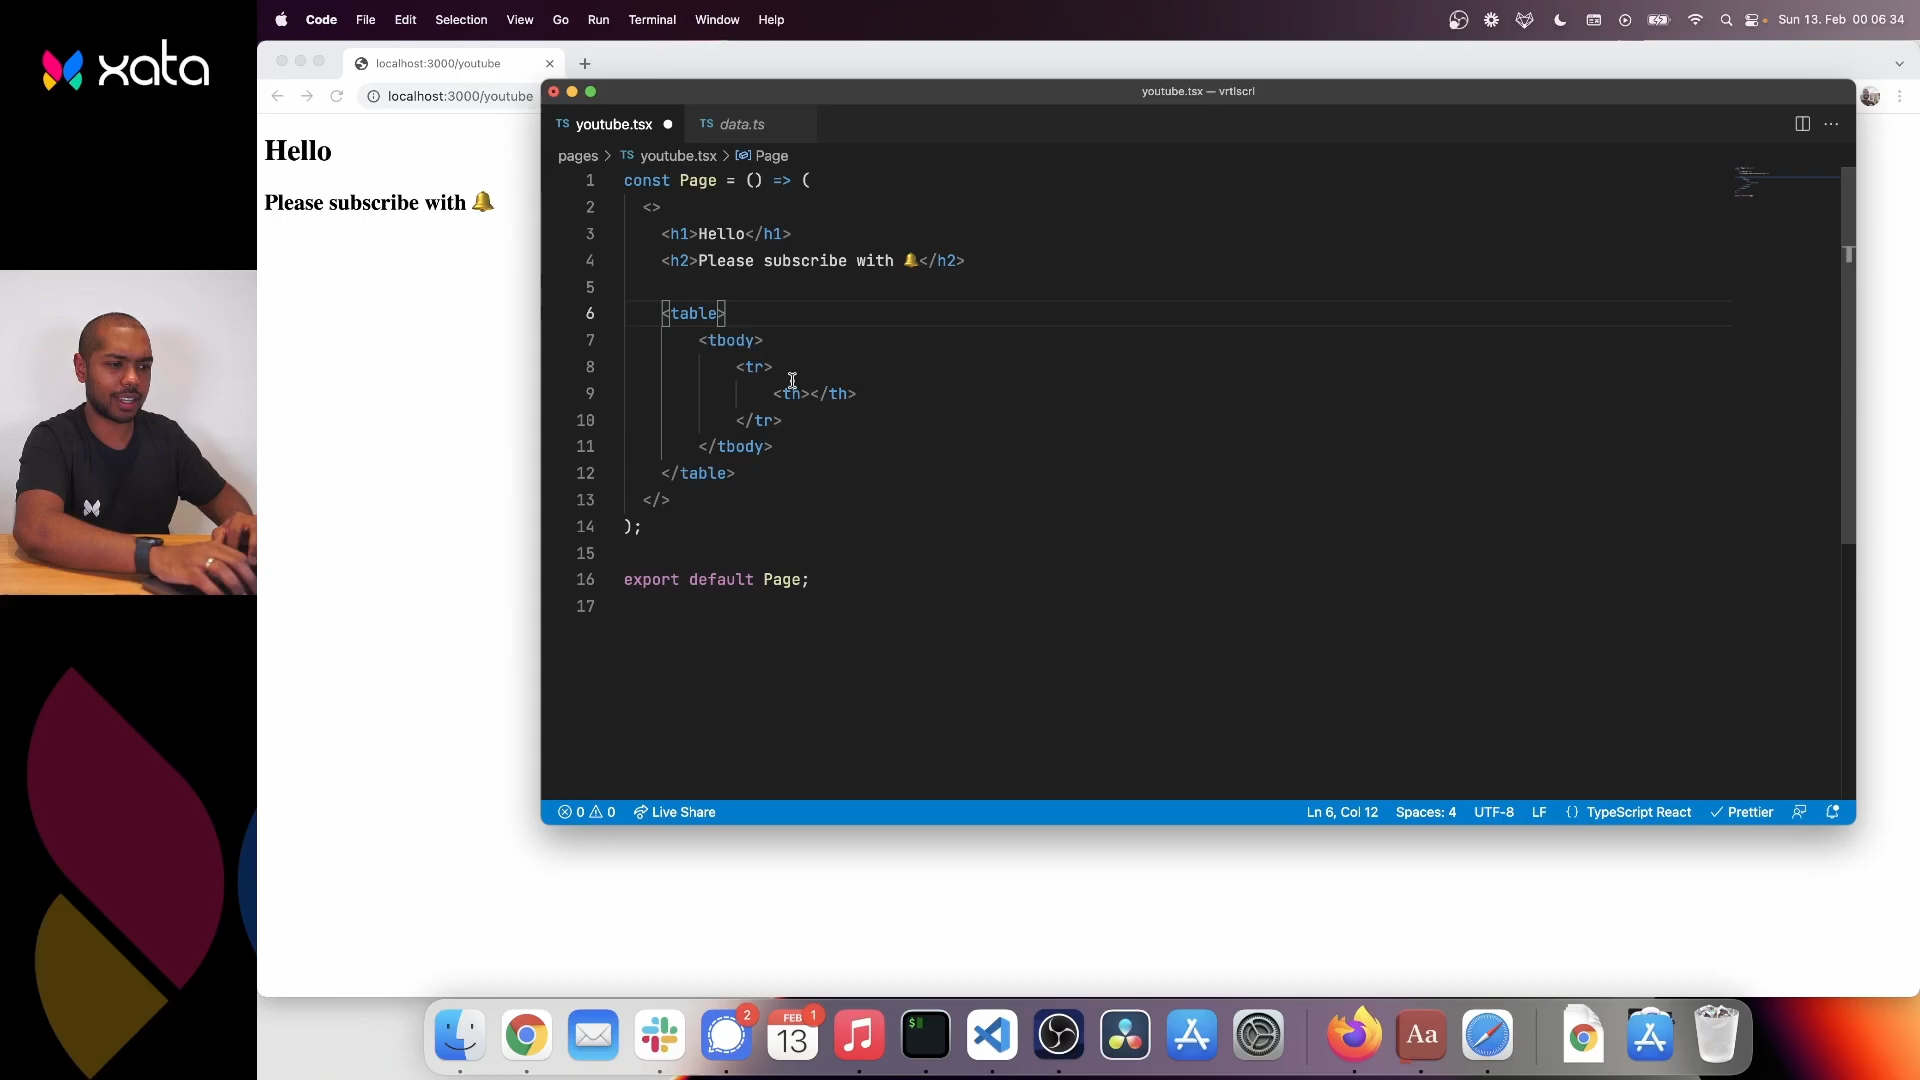 xata
Code File Edit Selection View Go Run Terminal Window Help
Sun 13. Feb 00 06 34
localhost:3000/youtube
localhost:3000/youtube
Hello
Please subscribe with 🔔
youtube.tsx — vrtlscrl
TS youtube.tsx
TS data.ts
pages > TS youtube.tsx > Page
1 const Page = () => (
2 <>
3 <h1>Hello</h1>
4 <h2>Please subscribe with 🔔</h2>
5
6 <table>
7 <tbody>
8 <tr>
9 <th></th>
10 </tr>
11 </tbody>
12 </table>
13 </>
14 );
15
16 export default Page;
17
0 0 Live Share
Ln 6, Col 12 Spaces: 4 UTF-8 LF {} TypeScript React Prettier
2
FEB
13
1
$
Aa